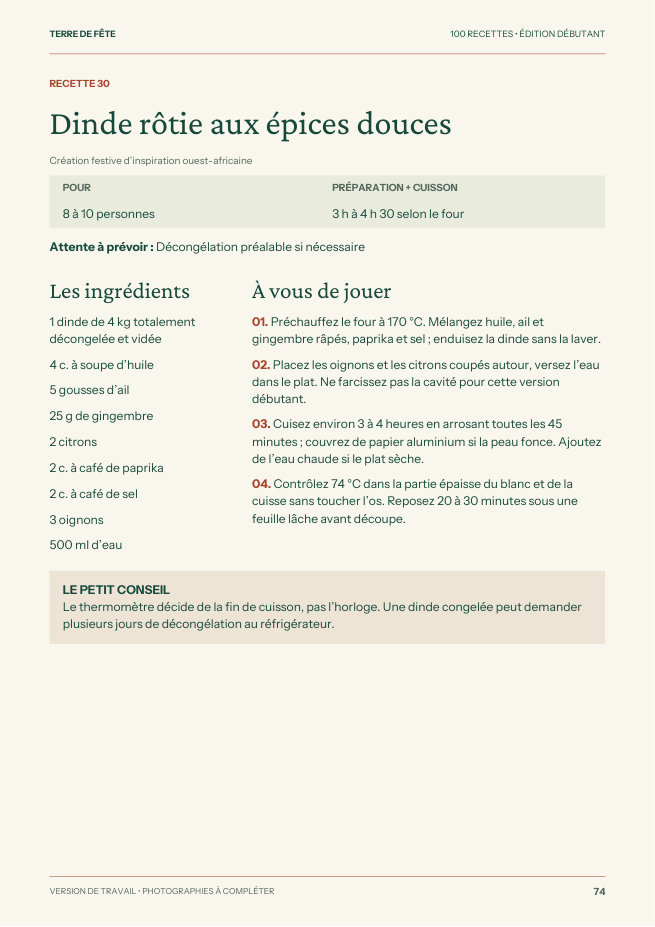 TERRE DE FÊTE
100 RECETTES • ÉDITION DÉBUTANT
RECETTE 30
Dinde rôtie aux épices douces
Création festive d’inspiration ouest-africaine
POUR
8 à 10 personnes
PRÉPARATION + CUISSON
3 h à 4 h 30 selon le four
Attente à prévoir : Décongélation préalable si nécessaire
Les ingrédients
1 dinde de 4 kg totalement
décongelée et vidée
4 c. à soupe d’huile
5 gousses d’ail
25 g de gingembre
2 citrons
2 c. à café de paprika
2 c. à café de sel
3 oignons
500 ml d’eau
À vous de jouer
01. Préchauffez le four à 170 °C. Mélangez huile, ail et
gingembre râpés, paprika et sel ; enduisez la dinde sans la laver.
02. Placez les oignons et les citrons coupés autour, versez l’eau
dans le plat. Ne farcissez pas la cavité pour cette version
débutant.
03. Cuisez environ 3 à 4 heures en arrosant toutes les 45
minutes ; couvrez de papier aluminium si la peau fonce. Ajoutez
de l’eau chaude si le plat sèche.
04. Contrôlez 74 °C dans la partie épaisse du blanc et de la
cuisse sans toucher l’os. Reposez 20 à 30 minutes sous une
feuille lâche avant découpe.
LE PETIT CONSEIL
Le thermomètre décide de la fin de cuisson, pas l’horloge. Une dinde congelée peut demander
plusieurs jours de décongélation au réfrigérateur.
VERSION DE TRAVAIL • PHOTOGRAPHIES À COMPLÉTER
74